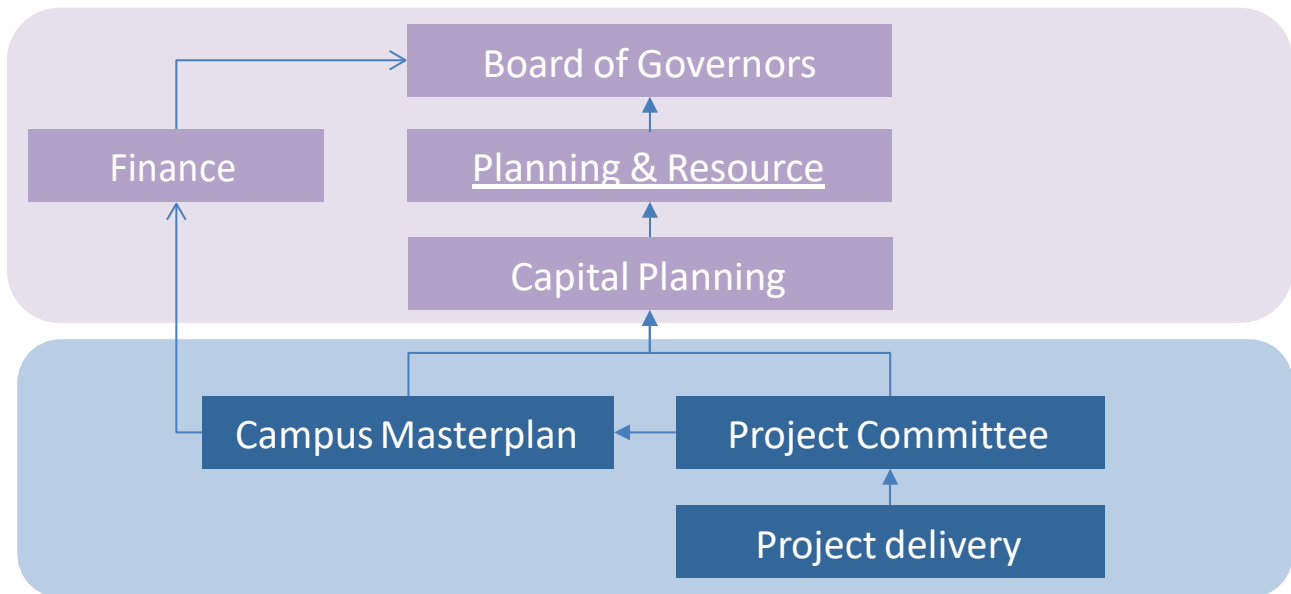 Board of Governors
Finance
Planning & Resource
Capital Planning
Campus Masterplan
Project Committee
Project delivery